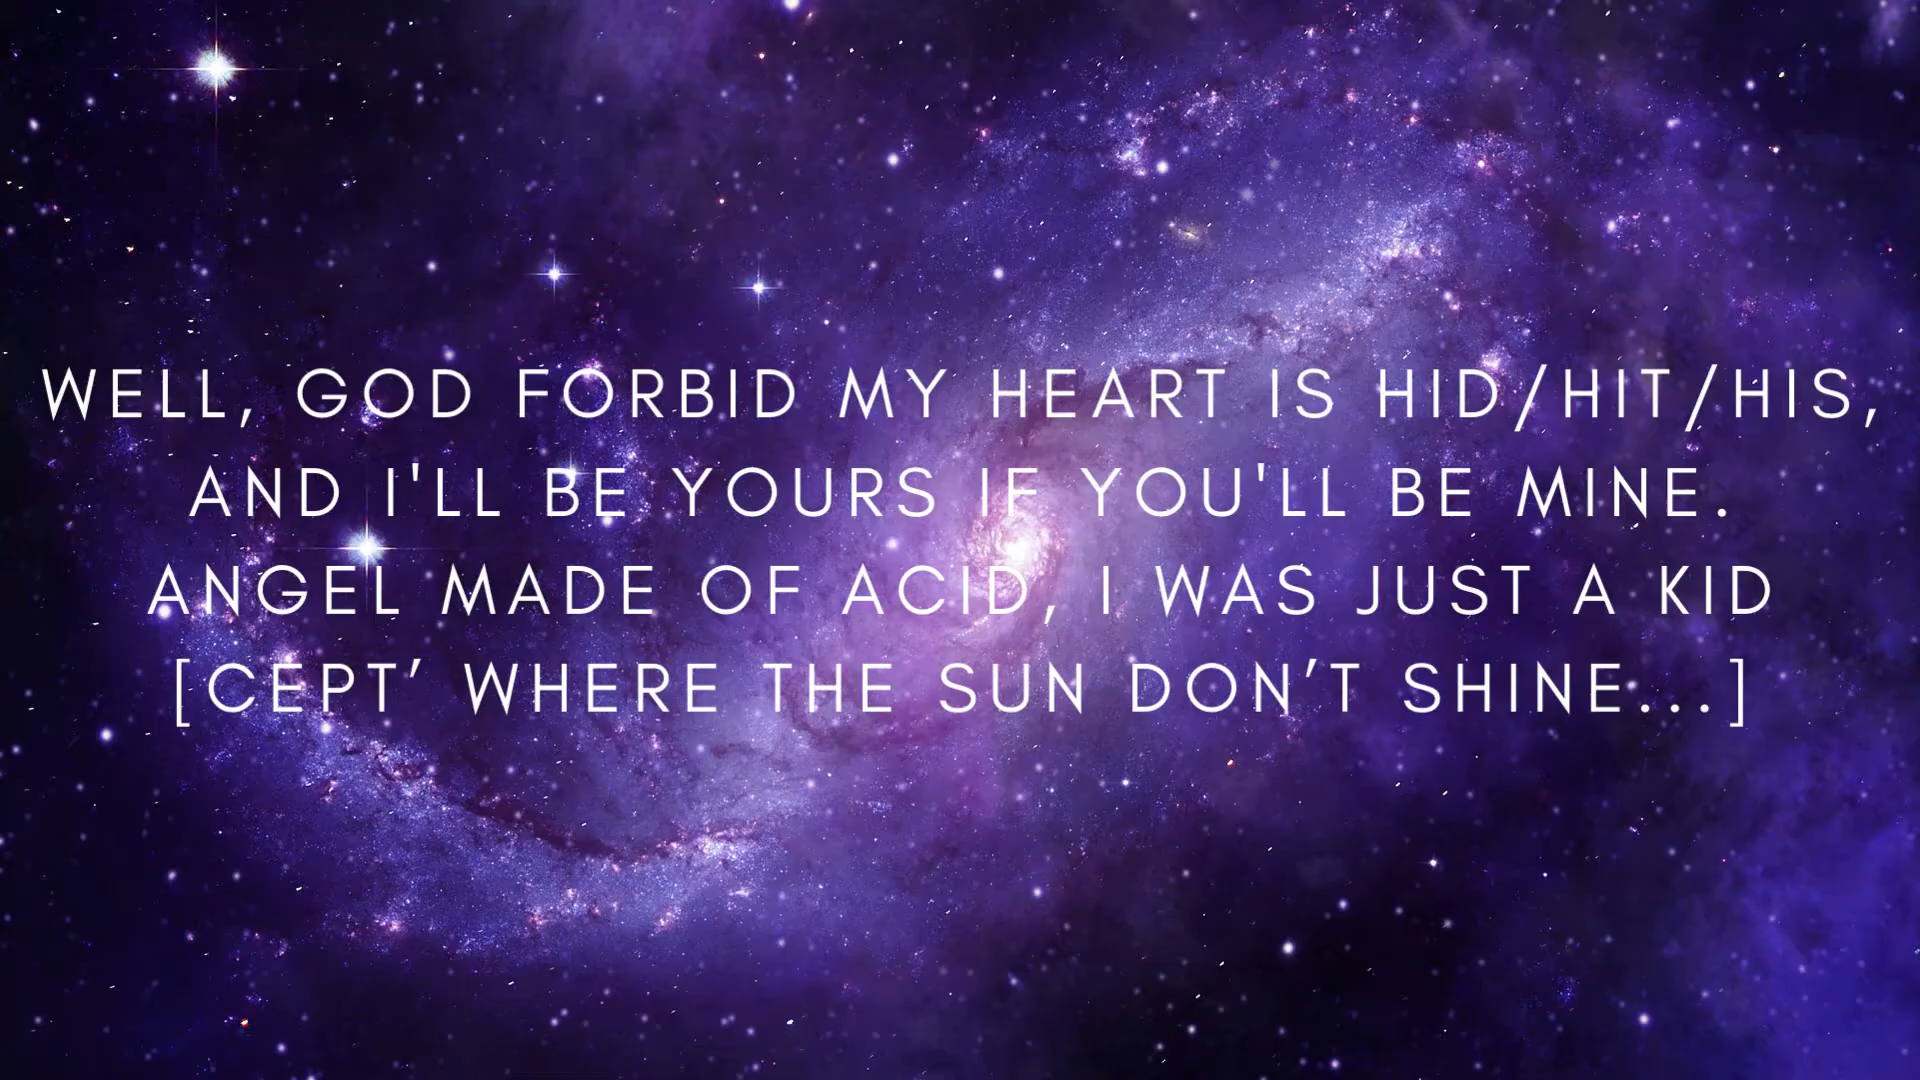 WELL, GOD FORBID MY HEART IS HID/HIT/HIS,
AND I'LL BE YOURS IF YOU'LL BE MINE.
ANGEL MADE OF ACID, I WAS JUST A KID
[CEPT’ WHERE THE SUN DON’T SHINE...]